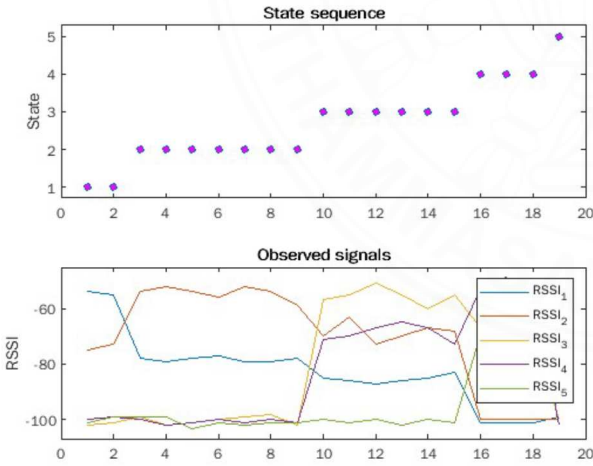 State sequence
5
4
3
2
1
State
0 2 4 6 8 10 12 14 16 18 20
Observed signals
-60
-80
-100
RSSI
RSSI1
RSSI2
RSSI3
RSSI4
RSSI5
0 2 4 6 8 10 12 14 16 18 20